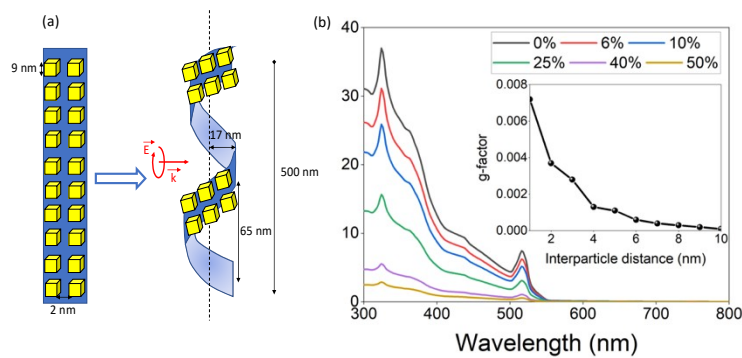 (a)
9 nm
2 nm
E
k
17 nm
65 nm
500 nm
(b)
40
30
20
10
0
300
400
500
600
700
800
Wavelength (nm)
0%
6%
10%
25%
40%
50%
0.008
0.006
0.004
0.002
0.000
2
4
6
8
10
g-factor
Interparticle distance (nm)